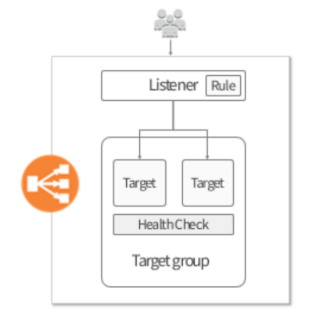 Listener Rule
Target Target
Health Check
Target group